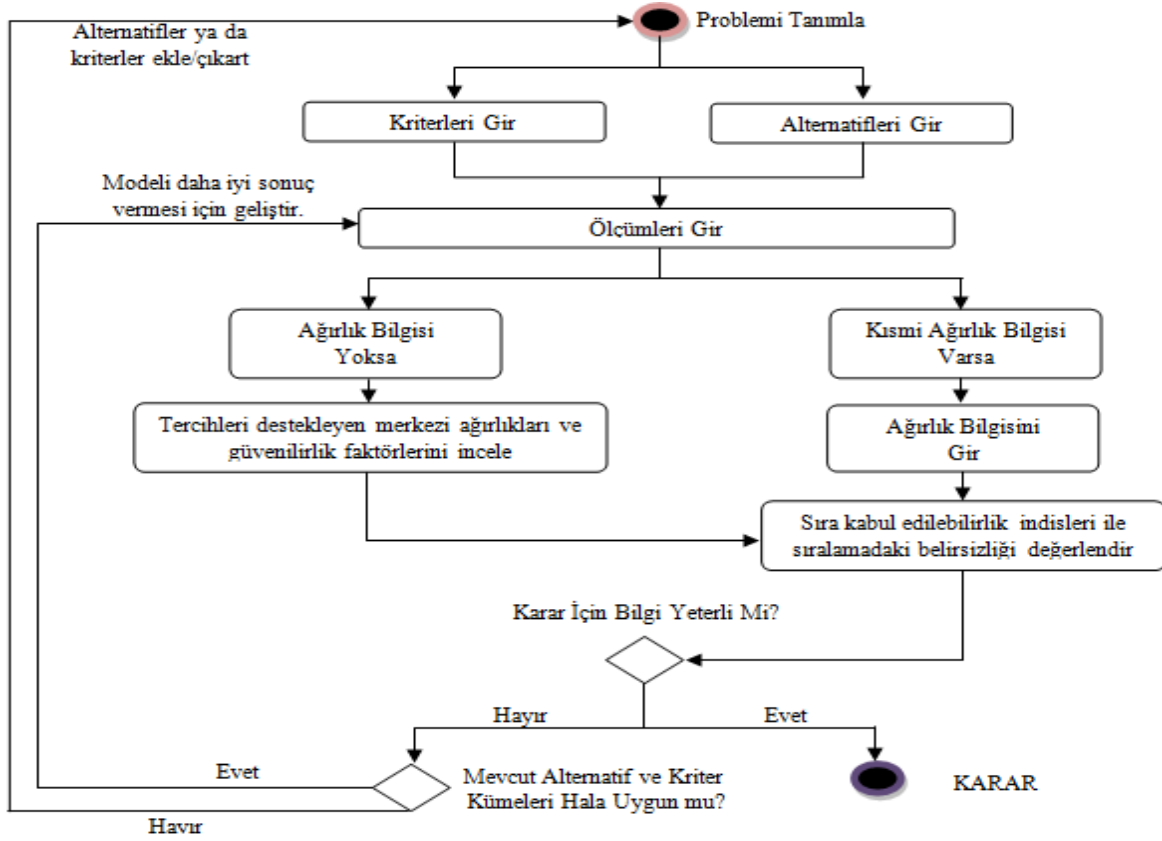 Problemi Tanımla
Alternatifler ya da
kriterler ekle/çıkart
Kriterleri Gir
Alternatifleri Gir
Modeli daha iyi sonuç
vermesi için geliştir.
Ölçümleri Gir
Ağırlık Bilgisi
Yoksa
Kısmi Ağırlık Bilgisi
Varsa
Tercihleri destekleyen merkezi ağırlıkları ve
güvenilirlik faktörlerini incele
Ağırlık Bilgisini
Gir
Sıra kabul edilebilirlik indisleri ile
sıralamadaki belirsizliği değerlendir
Karar İçin Bilgi Yeterli Mi?
Hayır
Evet
Evet
Mevcut Alternatif ve Kriter
Kümeleri Hala Uygun mu?
KARAR
Hayır